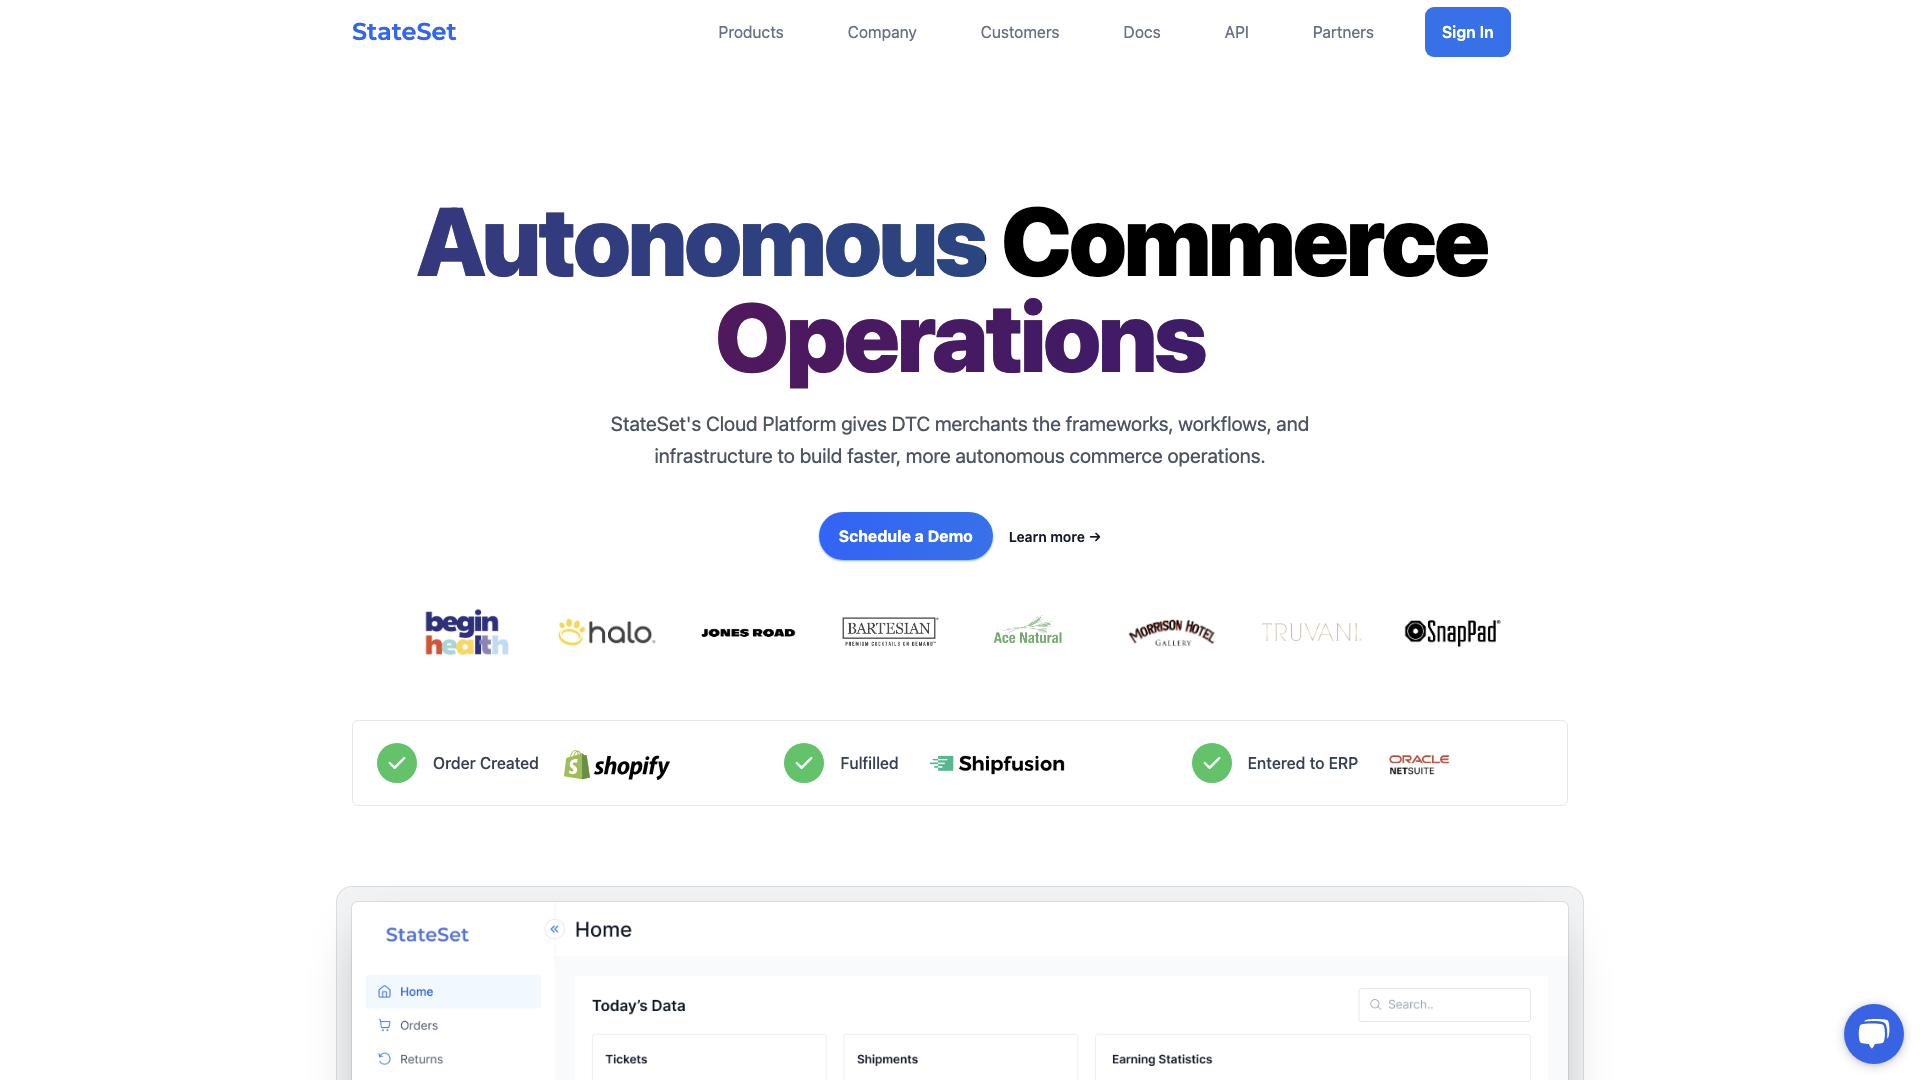 StateSet
Products
Company
Customers
Docs
API
Partners
Sign In
Autonomous Commerce
Operations
StateSet's Cloud Platform gives DTC merchants the frameworks, workflows, and
infrastructure to build faster, more autonomous commerce operations.
Schedule a Demo
Learn more →
begin
health
halo.
JONES ROAD
BARTESIAN
PREMIUM COCKTAILS ON DEMAND
Ace Natural
MORRISON HOTEL
GALLERY
TRUVANI.
SnapPad
Order Created
shopify
Fulfilled
Shipfusion
Entered to ERP
ORACLE
NETSUITE
StateSet
«
Home
Home
Orders
Returns
Today’s Data
Search..
Tickets
Shipments
Earning Statistics